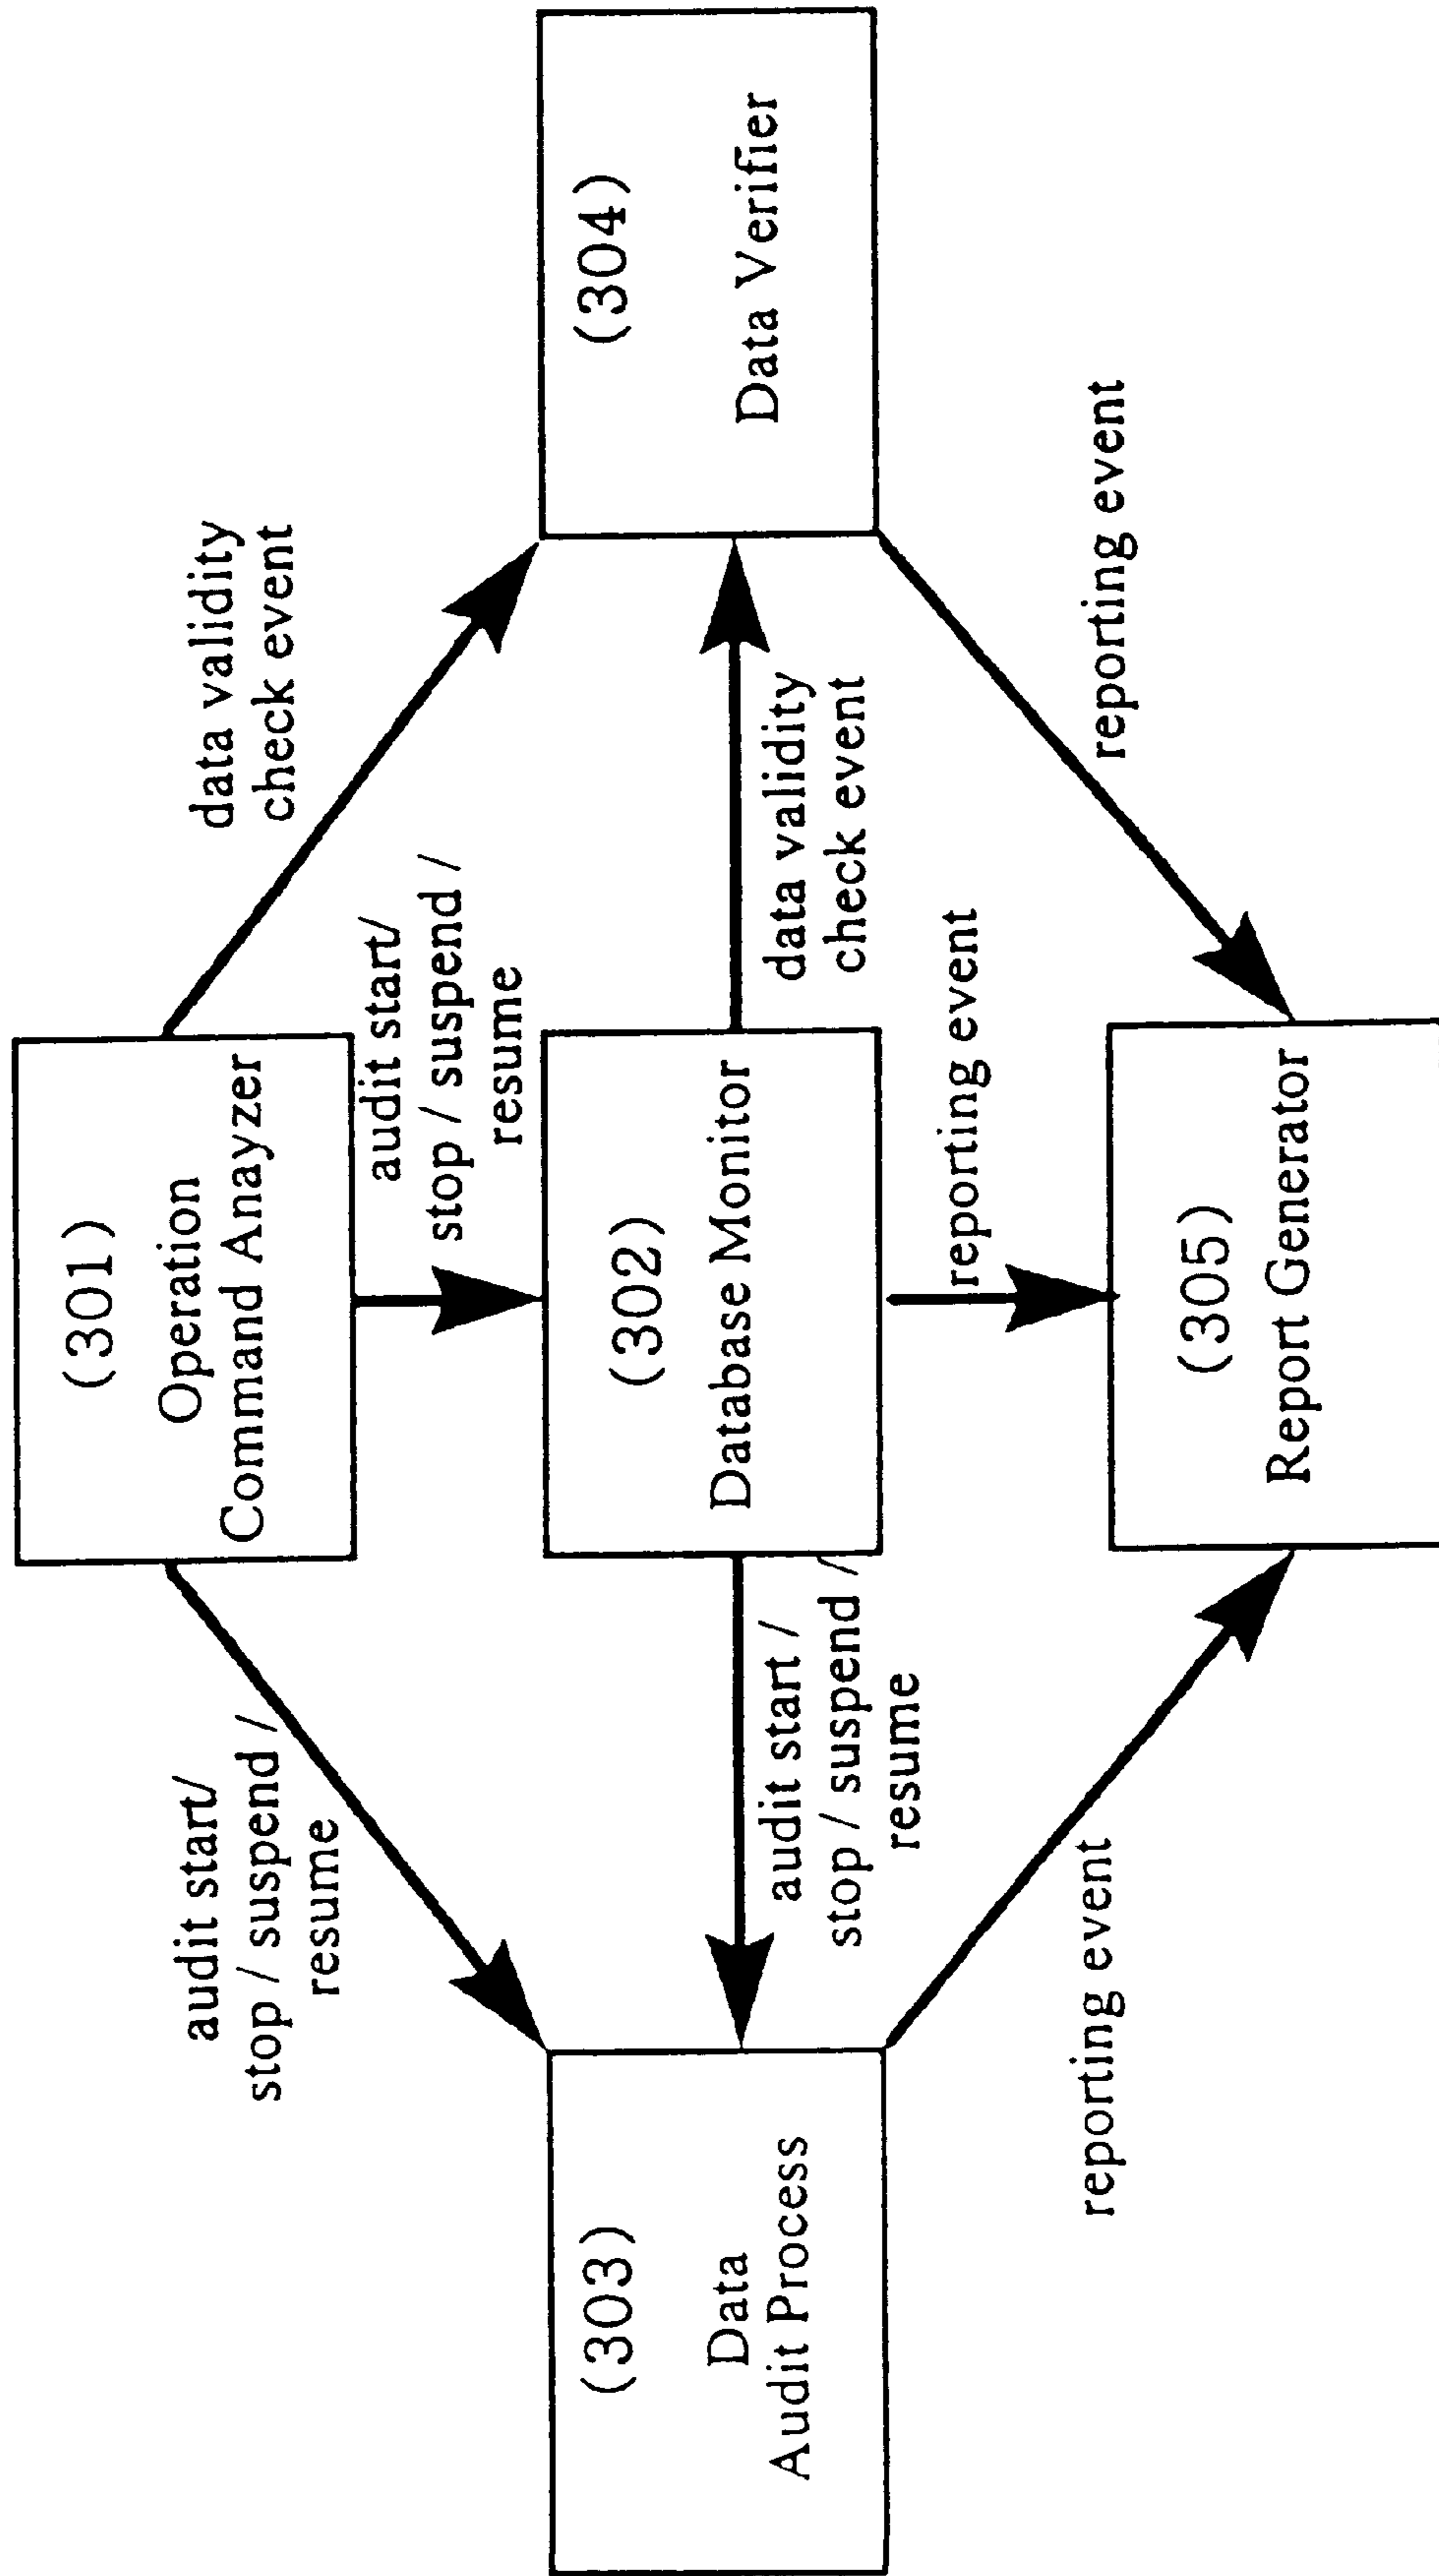 (301)
Operation
Command Anayzer
audit start/
stop / suspend /
resume
data validity
check event
audit start/
stop / suspend /
resume
(303)
Data
Audit Process
(302)
Database Monitor
(304)
Data Verifier
audit start /
stop / suspend /
resume
data validity
check event
reporting event
reporting event
reporting event
(305)
Report Generator